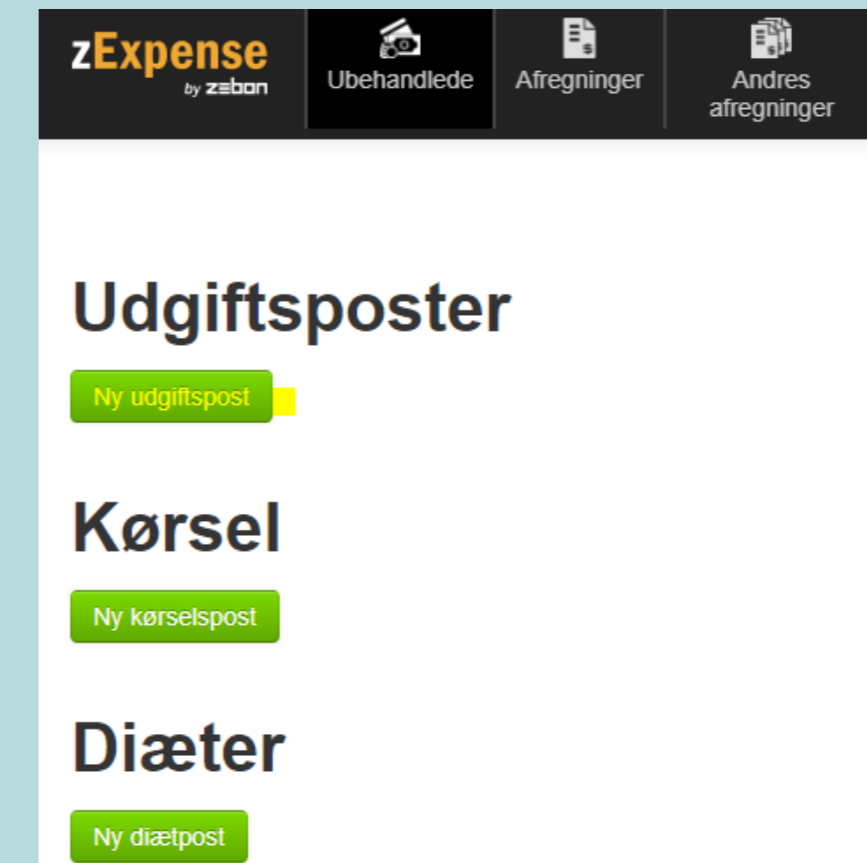 zExpense
by zebon
Ubehandlede
Afregninger
Andres
afregninger
Udgiftsposter
Ny udgiftspost
Kørsel
Ny kørselspost
Diæter
Ny diætpost